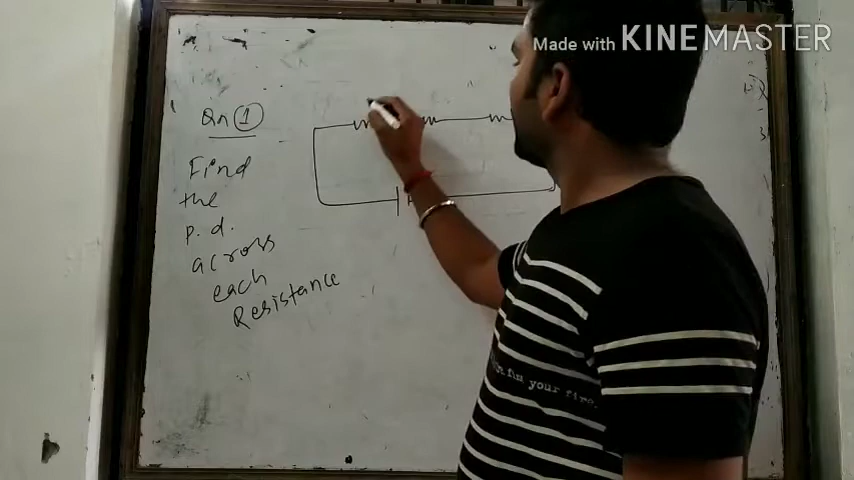 Made with KINEMASTER
Qn 1
Find
the
p.d.
across
each
Resistance